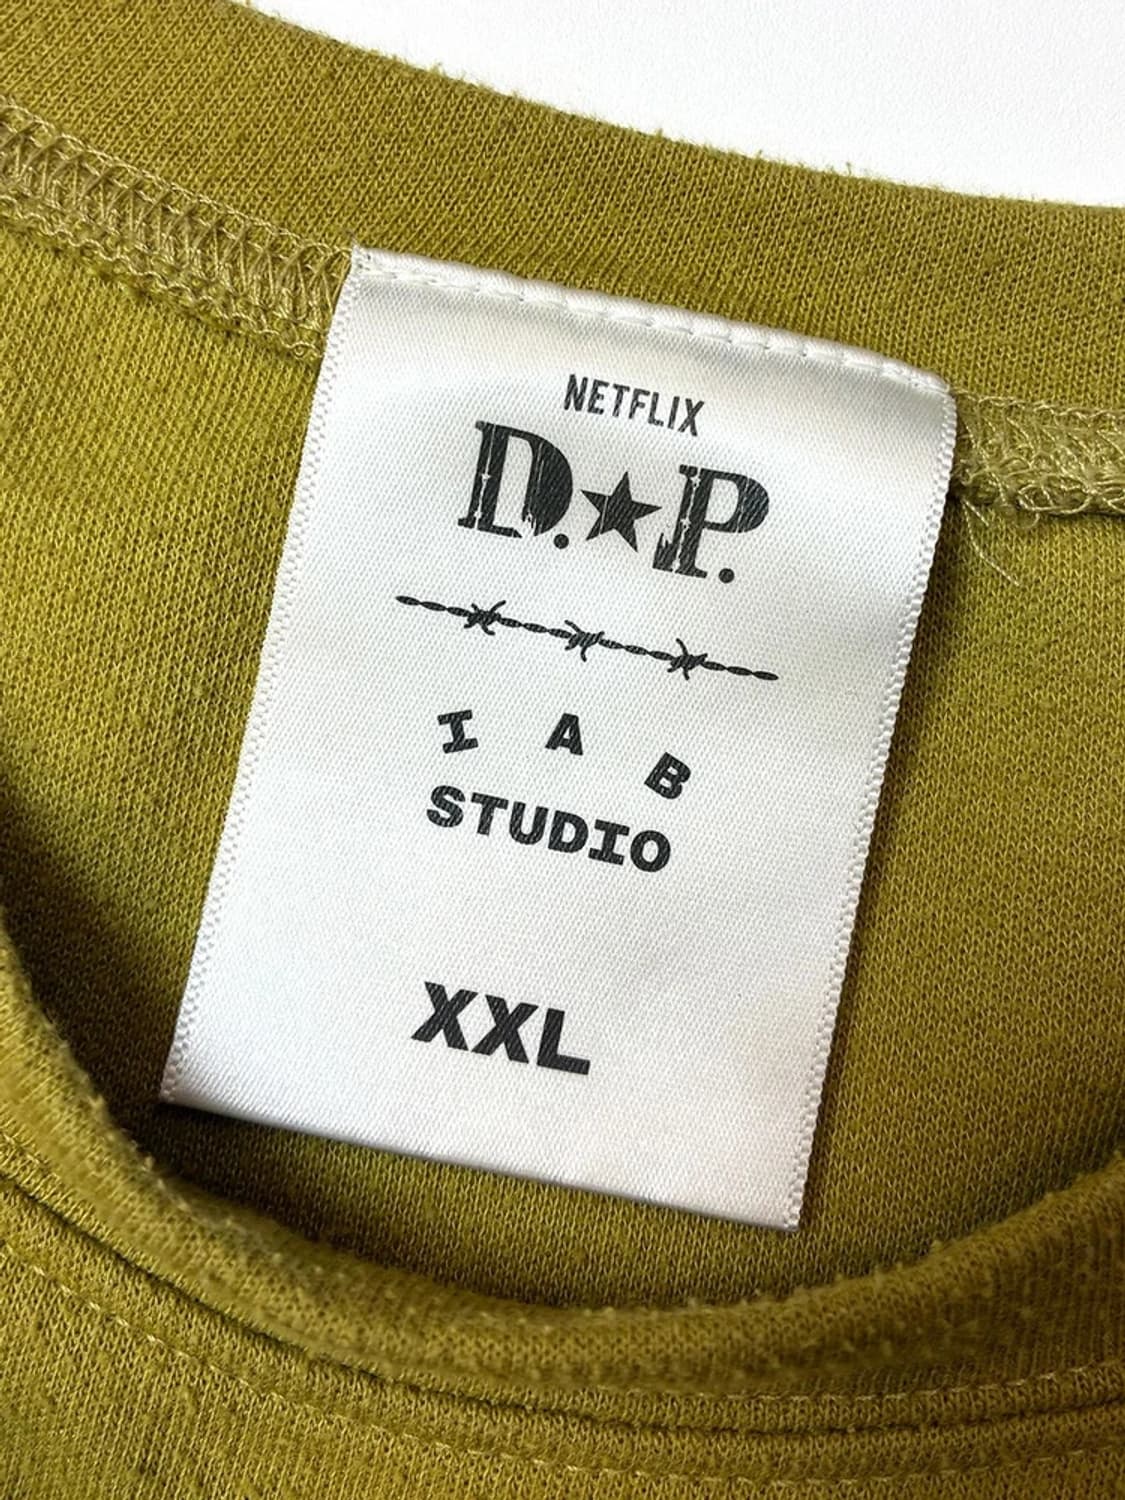 NETFLIX
D.★P.
I A B
STUDIO
XXL